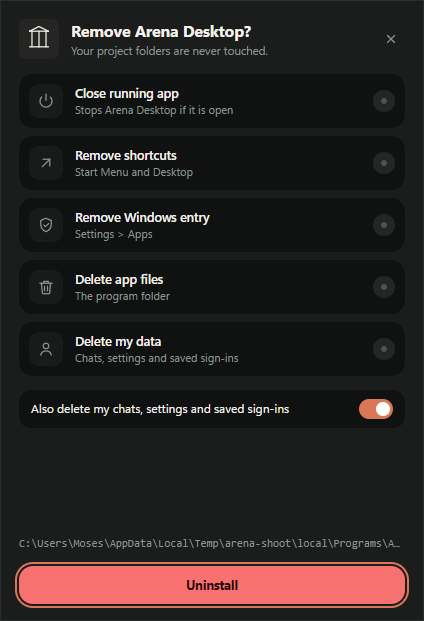 Remove Arena Desktop?
Your project folders are never touched.
Close running app
Stops Arena Desktop if it is open
Remove shortcuts
Start Menu and Desktop
Remove Windows entry
Settings > Apps
Delete app files
The program folder
Delete my data
Chats, settings and saved sign-ins
Also delete my chats, settings and saved sign-ins
C:\Users\Moses\AppData\Local\Temp\arena-shoot\local\Programs\A…
Uninstall